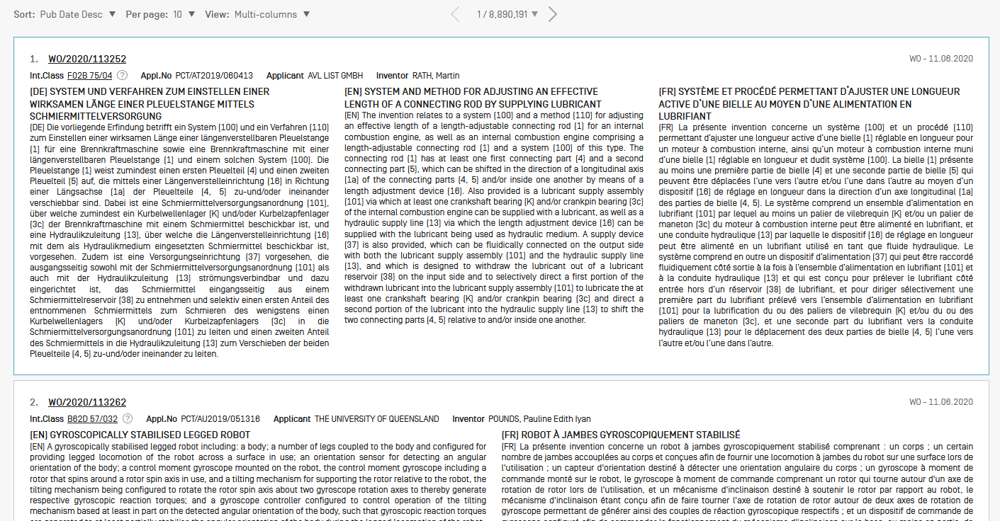 Sort: Pub Date Desc ▼ Per page: 10 ▼ View: Multi-columns ▼ 1 / 8,890,191 ▼
1. WO/2020/113252 WO - 11.06.2020
Int.Class F02B 75/04 ? Appl.No PCT/AT2019/060413 Applicant AVL LIST GMBH Inventor RATH, Martin
[DE] SYSTEM UND VERFAHREN ZUM EINSTELLEN EINER
WIRKSAMEN LÄNGE EINER PLEUELSTANGE MITTELS
SCHMIERMITTELVERSORGUNG
[DE] Die vorliegende Erfindung betrifft ein System [100] und ein Verfahren [110]
zum Einstellen einer wirksamen Länge einer längenverstellbaren Pleuelstange
[1] für eine Brennkraftmaschine sowie eine Brennkraftmaschine mit einer
längenverstellbaren Pleuelstange [1] und einem solchen System [100]. Die
Pleuelstange [1] weist zumindest einen ersten Pleuelteil [4] und einen zweiten
Pleuelteil [5] auf, die mittels einer Längenverstelleinrichtung [16] in Richtung
einer Längsachse [1a] der Pleuelteile [4, 5] zu-und/oder ineinander
verschiebbar sind. Dabei ist eine Schmiermittelversorgungsanordnung [101],
über welche zumindest ein Kurbelwellenlager [K] und/oder Kurbelzapfenlager
[3c] der Brennkraftmaschine mit einem Schmiermittel beschickbar ist, und
eine Hydraulikzuleitung [13], über welche die Längenverstelleinrichtung [16]
mit dem als Hydraulikmedium eingesetzten Schmiermittel beschickbar ist,
vorgesehen. Zudem ist eine Versorgungseinrichtung [37] vorgesehen, die
ausgangsseitig sowohl mit der Schmiermittelversorgungsanordnung [101] als
auch mit der Hydraulikzuleitung [13] strömungsverbindbar und dazu
eingerichtet ist, das Schmiermittel eingangsseitig aus einem
Schmiermittelreservoir [38] zu entnehmen und selektiv einen ersten Anteil des
entnommenen Schmiermittels zum Schmieren des wenigstens einen
Kurbelwellenlagers [K] und/oder Kurbelzapfenlagers [3c] in die
Schmiermittelversorgungsanordnung [101] zu leiten und einen zweiten Anteil
des Schmiermittels in die Hydraulikzuleitung [13] zum Verschieben der beiden
Pleuelteile [4, 5] zu-und/oder ineinander zu leiten.
[EN] SYSTEM AND METHOD FOR ADJUSTING AN EFFECTIVE
LENGTH OF A CONNECTING ROD BY SUPPLYING LUBRICANT
[EN] The invention relates to a system [100] and a method [110] for adjusting
an effective length of a length-adjustable connecting rod [1] for an internal
combustion engine, as well as an internal combustion engine comprising a
length-adjustable connecting rod [1] and a system [100] of this type. The
connecting rod [1] has at least one first connecting part [4] and a second
connecting part [5], which can be shifted in the direction of a longitudinal axis
[1a] of the connecting parts [4, 5] and/or inside one another by means of a
length adjustment device [16]. Also provided is a lubricant supply assembly
[101] via which at least one crankshaft bearing [K] and/or crankpin bearing [3c]
of the internal combustion engine can be supplied with a lubricant, as well as a
hydraulic supply line [13] via which the length adjustment device [16] can be
supplied with the lubricant being used as hydraulic medium. A supply device
[37] is also provided, which can be fluidically connected on the output side
with both the lubricant supply assembly [101] and the hydraulic supply line
[13], and which is designed to withdraw the lubricant out of a lubricant
reservoir [38] on the input side and to selectively direct a first portion of the
withdrawn lubricant into the lubricant supply assembly [101] to lubricate the at
least one crankshaft bearing [K] and/or crankpin bearing [3c] and direct a
second portion of the lubricant into the hydraulic supply line [13] to shift the
two connecting parts [4, 5] relative to and/or inside one another.
[FR] SYSTÈME ET PROCÉDÉ PERMETTANT D'AJUSTER UNE LONGUEUR
ACTIVE D'UNE BIELLE AU MOYEN D'UNE ALIMENTATION EN
LUBRIFIANT
[FR] La présente invention concerne un système [100] et un procédé [110]
permettant d'ajuster une longueur active d'une bielle [1] réglable en longueur pour
un moteur à combustion interne, ainsi qu'un moteur à combustion interne muni
d'une bielle [1] réglable en longueur et dudit système [100]. La bielle [1] présente
au moins une première partie de bielle [4] et une seconde partie de bielle [5] qui
peuvent être déplacées l'une vers l'autre et/ou l'une dans l'autre au moyen d'un
dispositif [16] de réglage en longueur dans la direction d'un axe longitudinal [1a]
des parties de bielle [4, 5]. Le système comprend un ensemble d'alimentation en
lubrifiant [101] par lequel au moins un palier de vilebrequin [K] et/ou un palier de
maneton [3c] du moteur à combustion interne peut être alimenté en lubrifiant, et
une conduite hydraulique [13] par laquelle le dispositif [16] de réglage en longueur
peut être alimenté en un lubrifiant utilisé en tant que fluide hydraulique. Le
système comprend en outre un dispositif d'alimentation [37] qui peut être raccordé
fluidiquement côté sortie à la fois à l'ensemble d'alimentation en lubrifiant [101] et
à la conduite hydraulique [13] et qui est conçu pour prélever le lubrifiant côté
entrée hors d'un réservoir [38] de lubrifiant, et pour diriger sélectivement une
première part du lubrifiant prélevé vers l'ensemble d'alimentation en lubrifiant
[101] pour la lubrification du ou des paliers de vilebrequin [K] et/ou du ou des
paliers de maneton [3c], et une seconde part du lubrifiant vers la conduite
hydraulique [13] pour le déplacement des deux parties de bielle [4, 5] l'une vers
l'autre et/ou l'une dans l'autre.
2. WO/2020/113262 WO - 11.06.2020
Int.Class B62D 57/032 ? Appl.No PCT/AU2019/051316 Applicant THE UNIVERSITY OF QUEENSLAND Inventor POUNDS, Pauline Edith Iyan
[EN] GYROSCOPICALLY STABILISED LEGGED ROBOT
[EN] A gyroscopically stabilised legged robot including: a body; a number of legs coupled to the body and configured for
providing legged locomotion of the robot across a surface in use; an orientation sensor for detecting an angular
orientation of the body; a control moment gyroscope mounted on the robot, the control moment gyroscope including a
rotor that spins around a rotor spin axis in use, and a tilting mechanism for supporting the rotor relative to the robot, the
tilting mechanism being configured to rotate the rotor spin axis about two gyroscope rotation axes to thereby generate
respective gyroscopic reaction torques; and a gyroscope controller configured to control operation of the tilting
mechanism based at least in part on the detected angular orientation of the body, such that gyroscopic reaction torques
are generated to at least partially stabilise the angular orientation of the body during the legged locomotion of the robot.
[FR] ROBOT À JAMBES GYROSCOPIQUEMENT STABILISÉ
[FR] La présente invention concerne un robot à jambes gyroscopiquement stabilisé comprenant : un corps ; un certain
nombre de jambes accouplées au corps et conçues afin de fournir une locomotion à jambes du robot sur une surface lors de
l'utilisation ; un capteur d'orientation destiné à détecter une orientation angulaire du corps ; un gyroscope à moment de
commande monté sur le robot, le gyroscope à moment de commande comprenant un rotor qui tourne autour d'un axe de
rotation de rotor lors de l'utilisation, et un mécanisme d'inclinaison destiné à soutenir le rotor par rapport au robot, le
mécanisme d'inclinaison étant conçu afin de faire tourner l'axe de rotation de rotor autour de deux axes de rotation de
gyroscope permettant de générer ainsi des couples de réaction gyroscopique respectifs ; et un dispositif de commande de